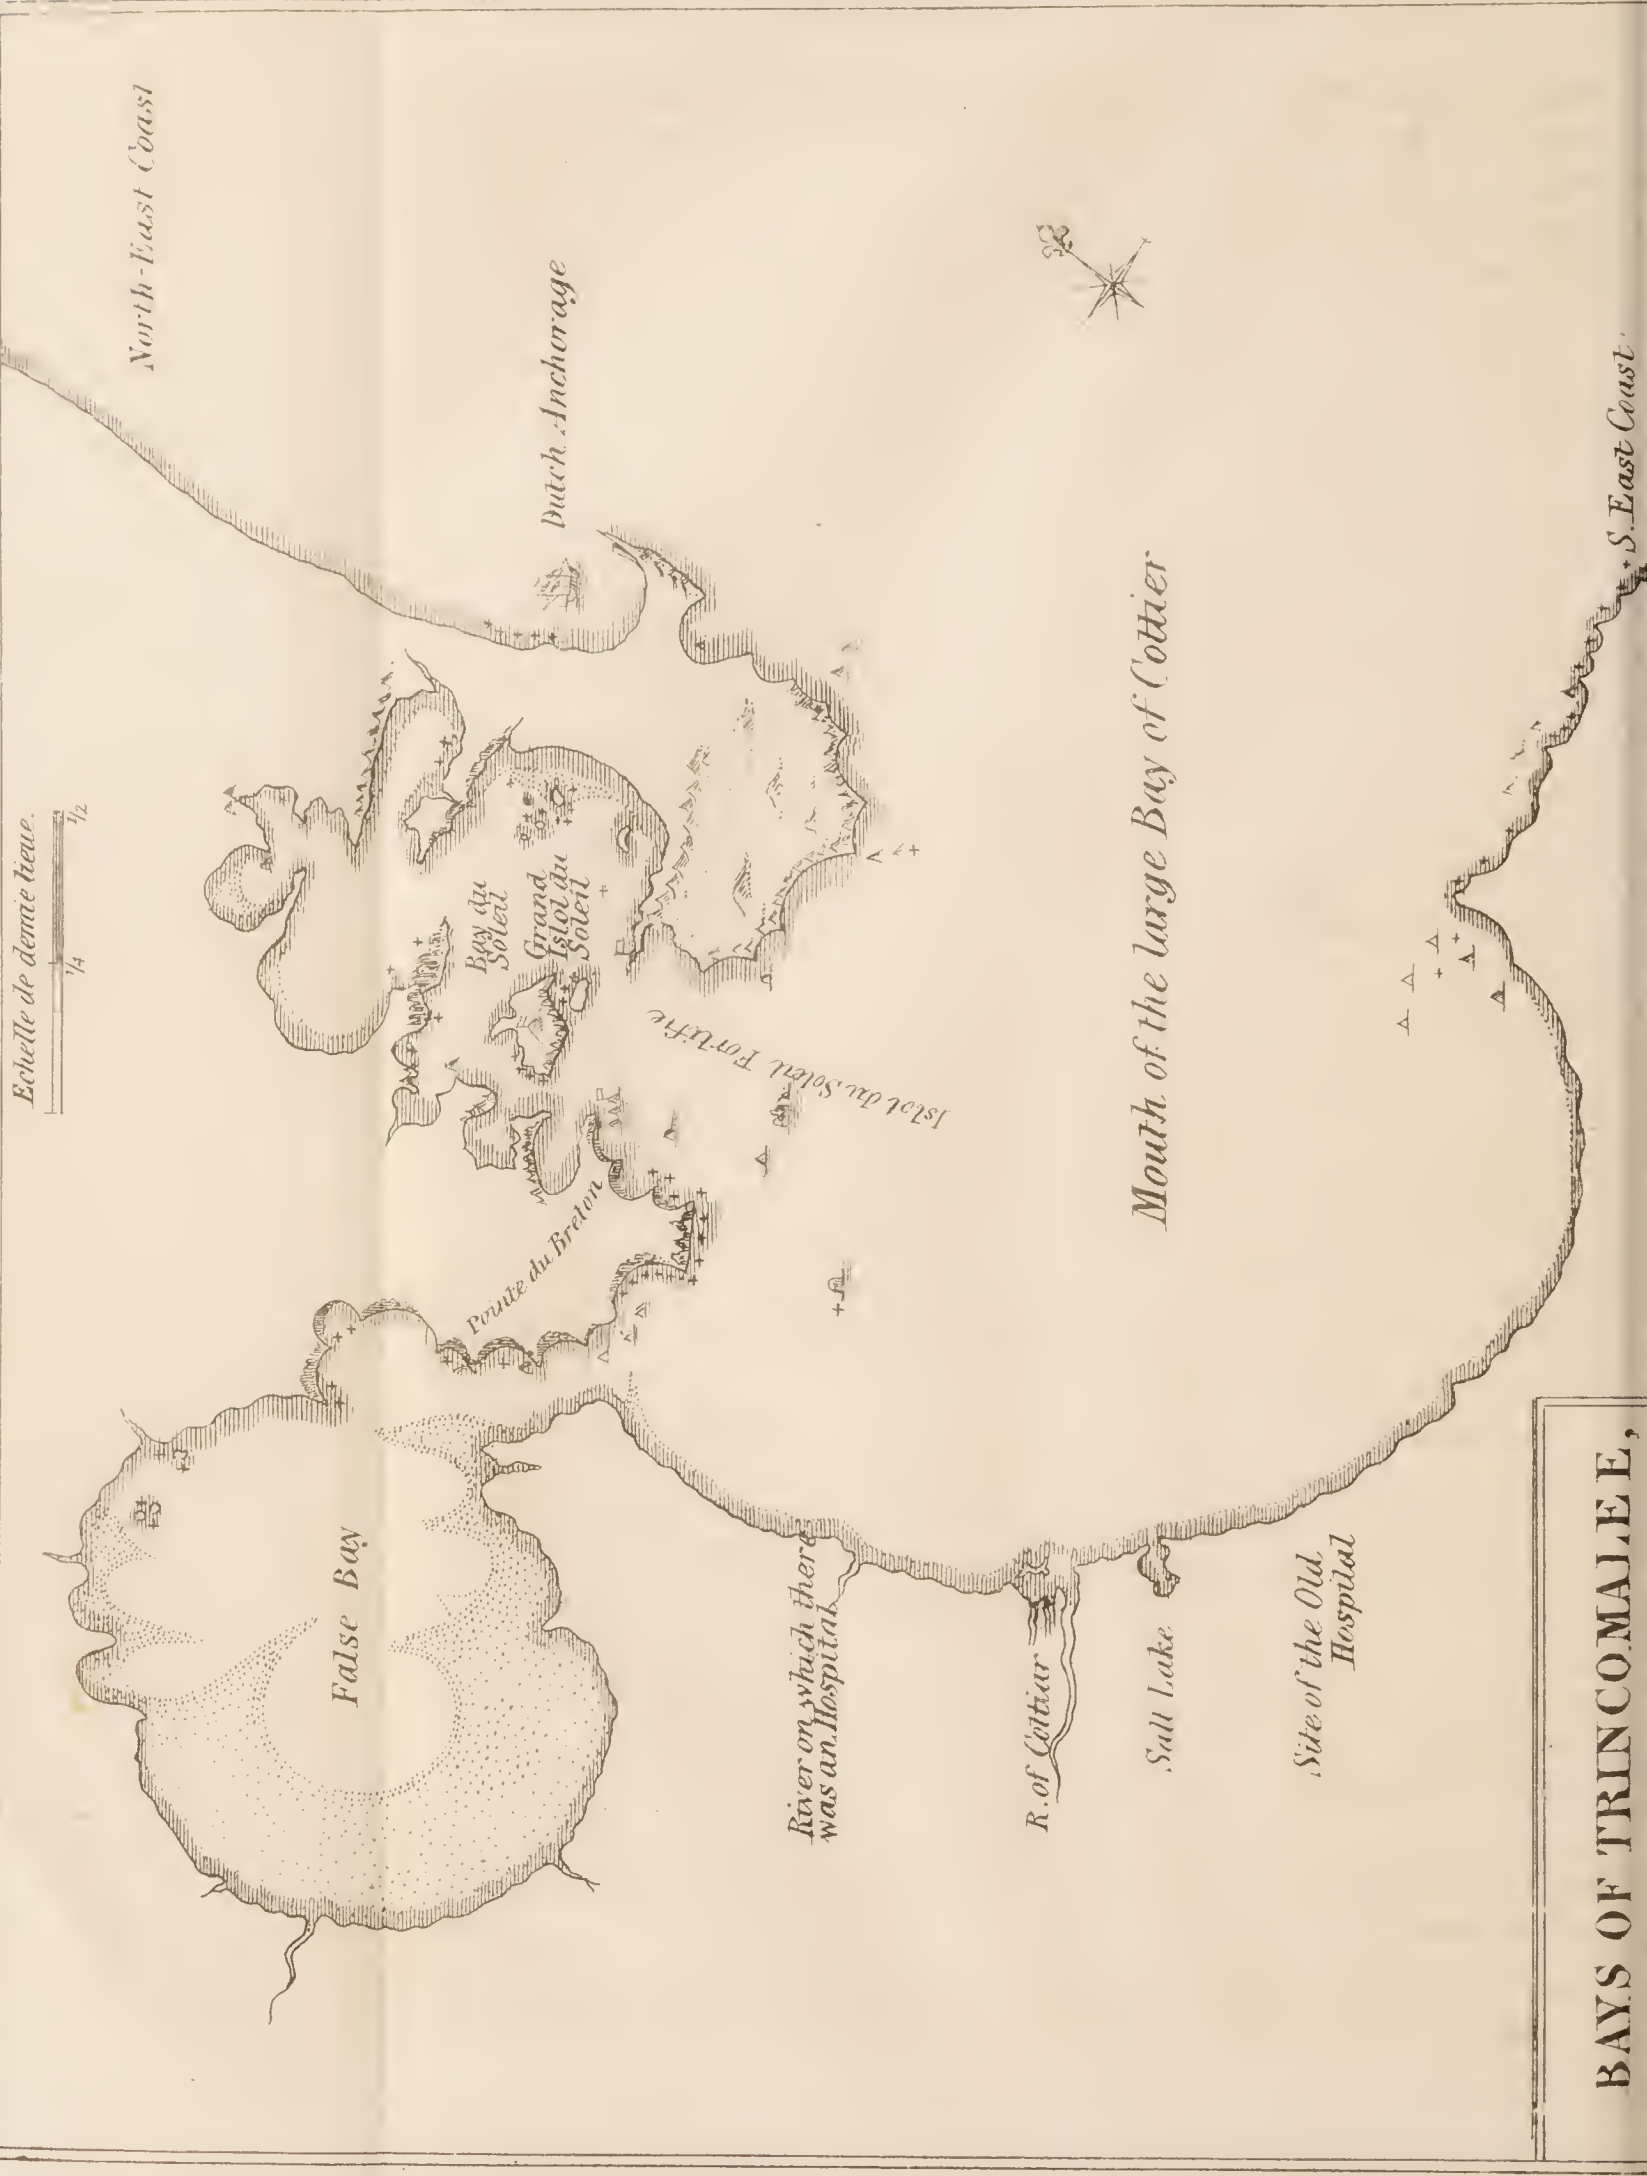 Echelle de demie lieue.
1/4
1/2
North-East Coast
Dutch Anchorage
Bay du
Soleil
Grand
Islot du
Soleil
Islot du Soleil Fortifie
Pointe du Breton
False Bay
River on which there
was an Hospital
Mouth of the large Bay of Cottier
R. of Cottiar
Salt Lake
Site of the Old
Hospital
S. East Coast
BAYS OF TRINCOMALEE,